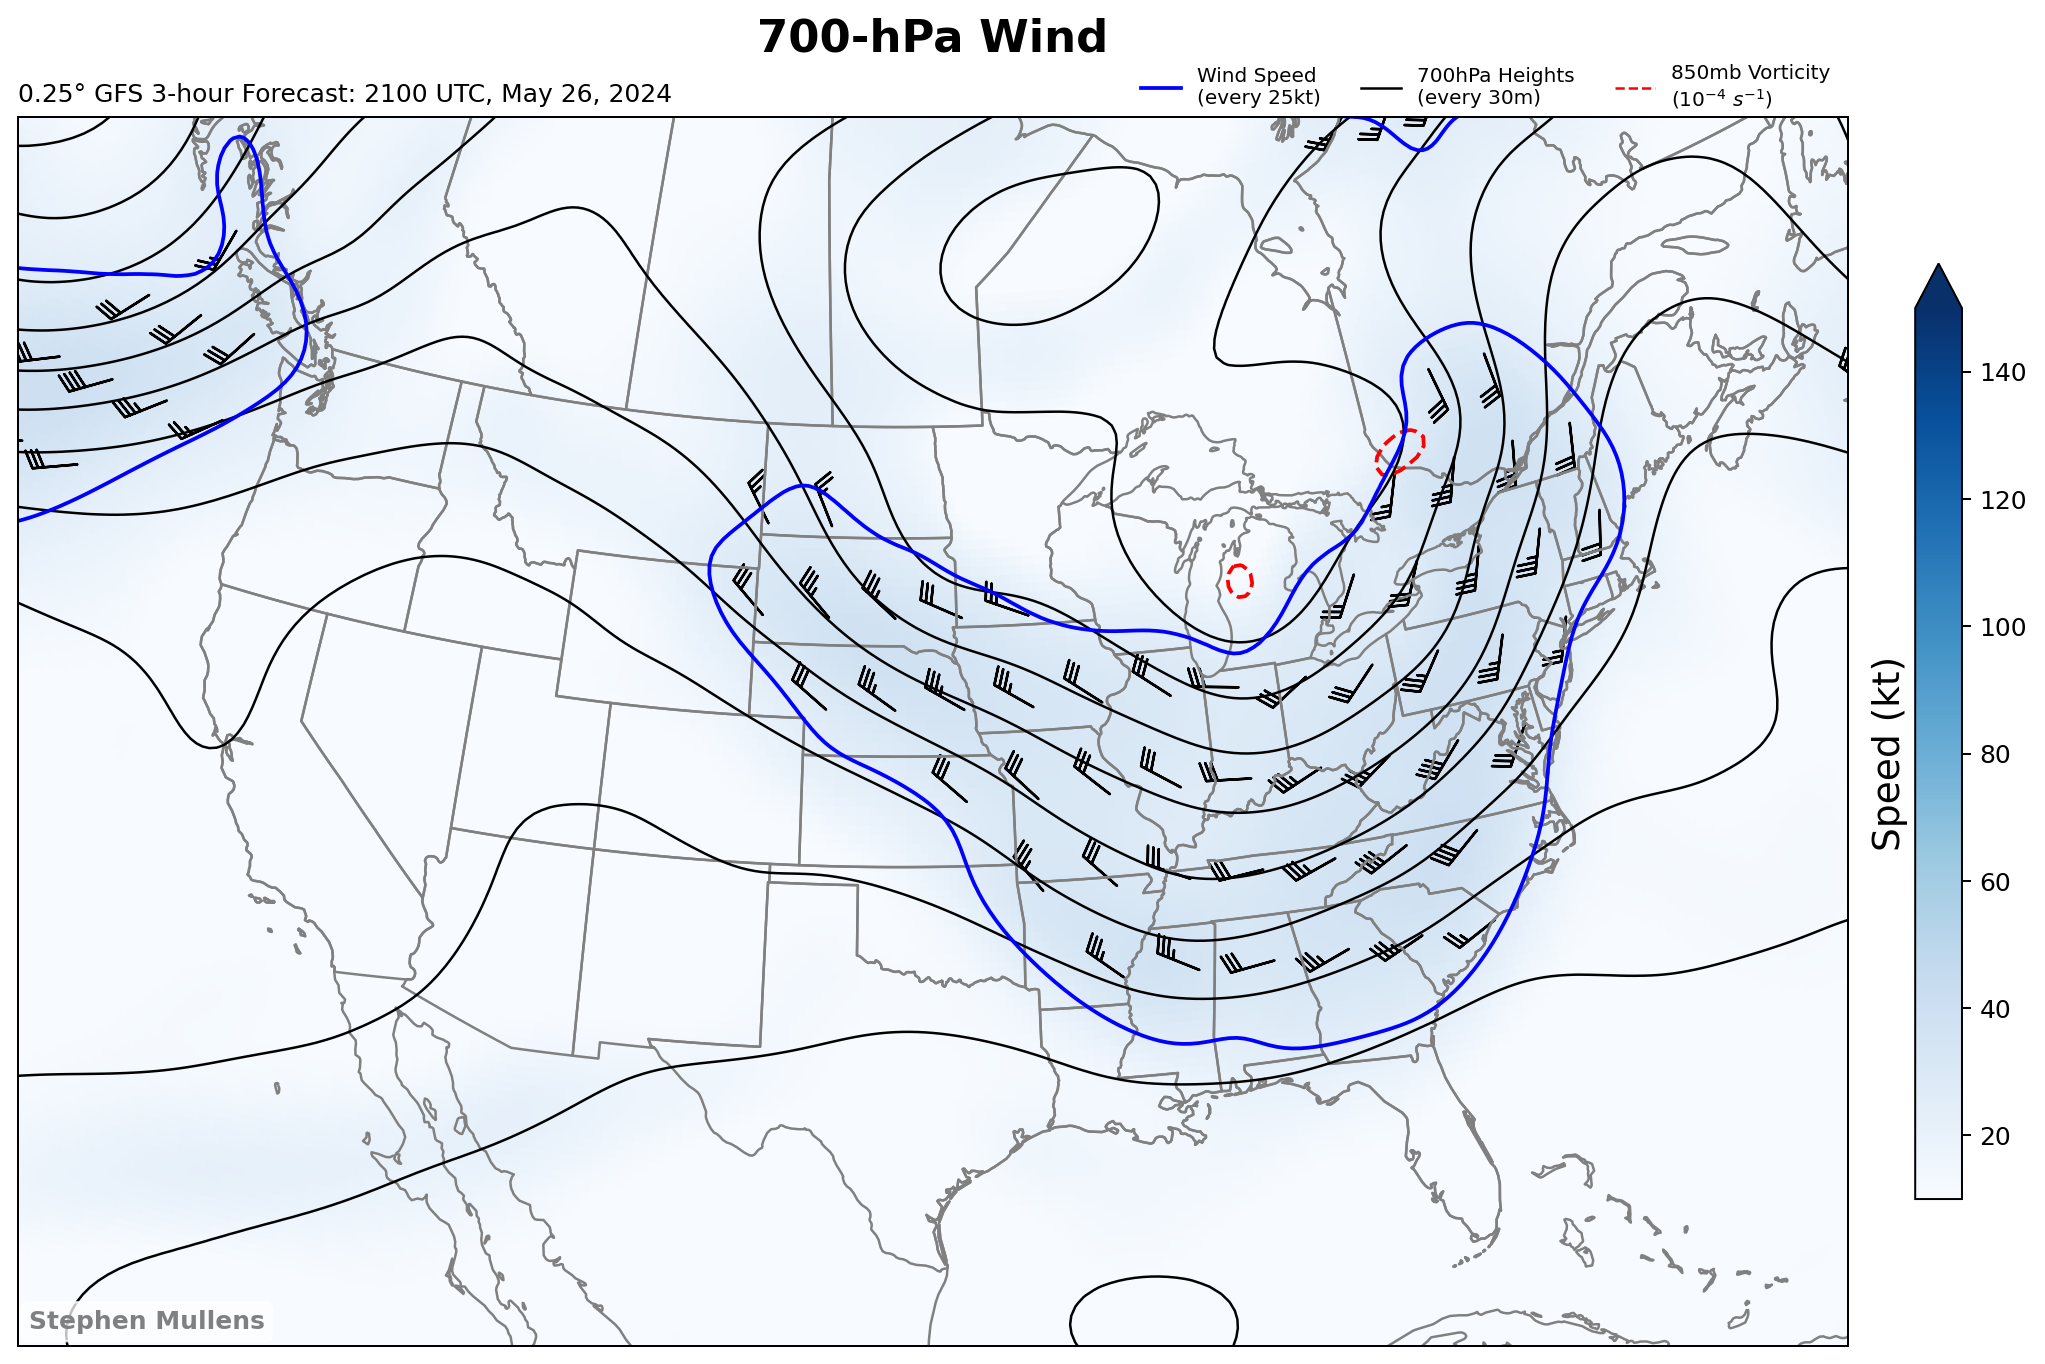 700-hPa Wind
0.25° GFS 3-hour Forecast: 2100 UTC, May 26, 2024
Wind Speed
(every 25kt)
700hPa Heights
(every 30m)
850mb Vorticity
(10⁻⁴ s⁻¹)
140
120
100
80
60
40
20
Speed (kt)
Stephen Mullens